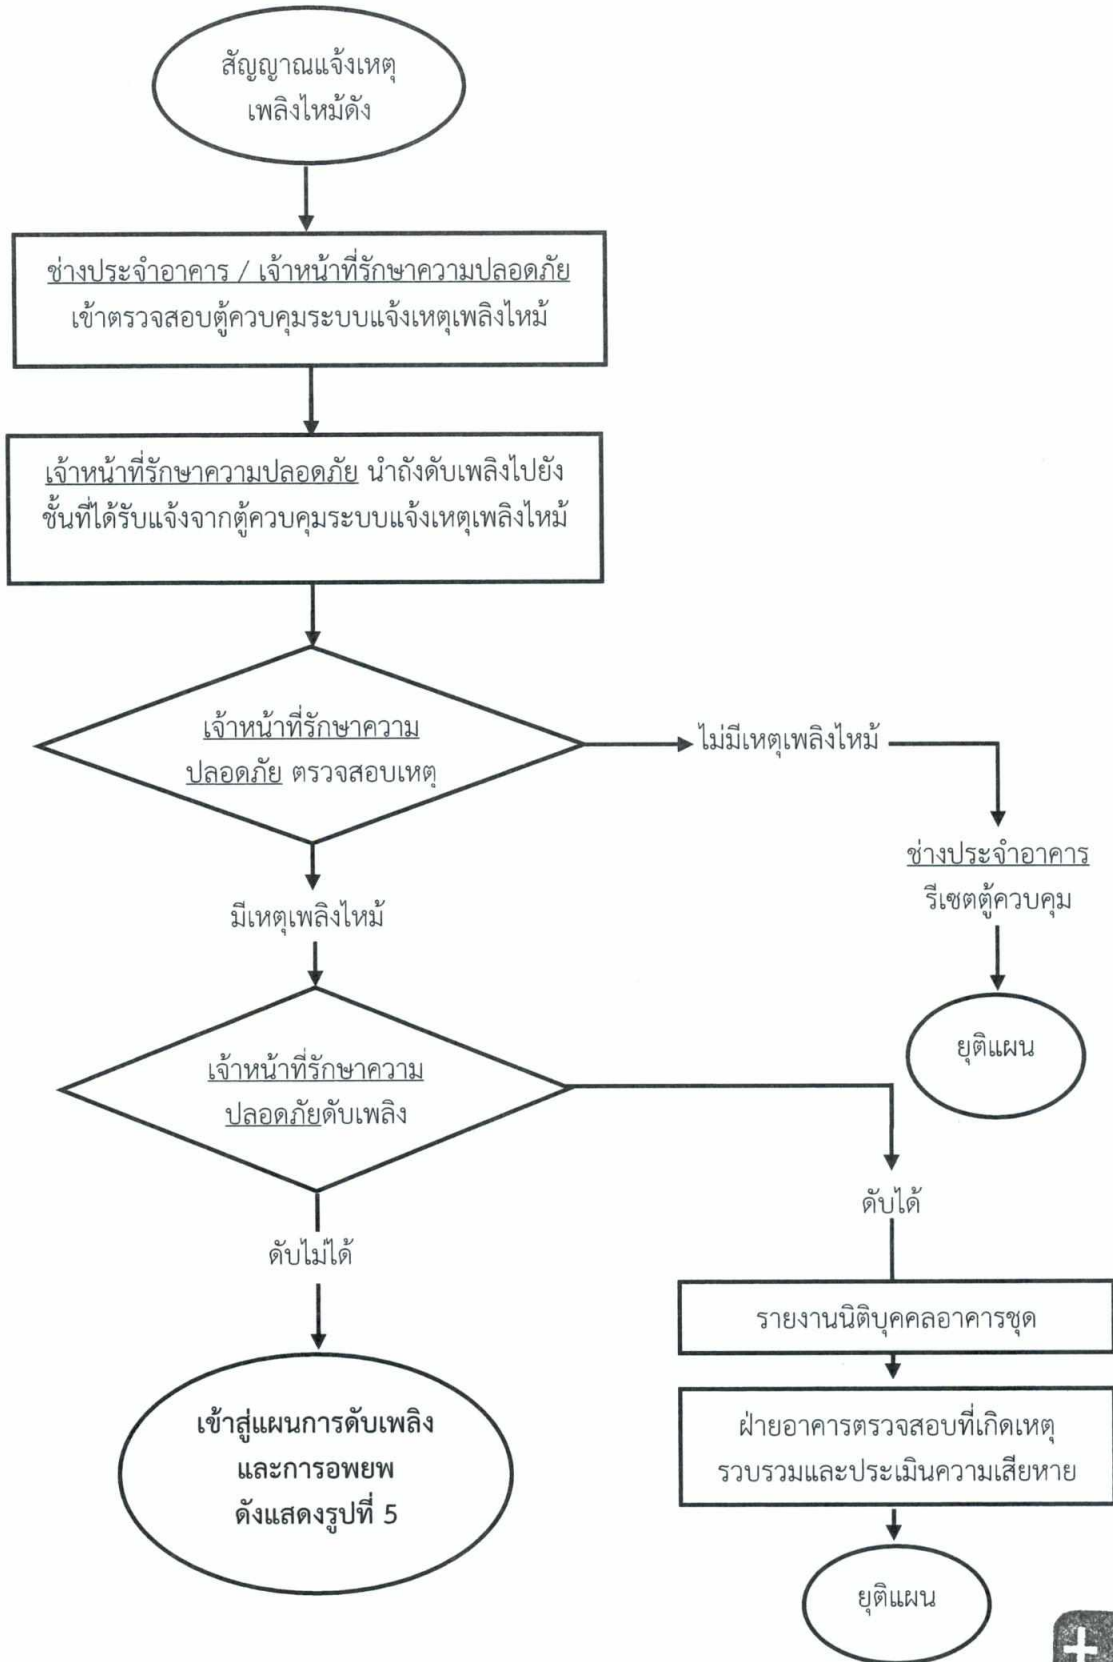 สัญญาณแจ้งเหตุ
เพลิงไหม้ดัง
ช่างประจำอาคาร / เจ้าหน้าที่รักษาความปลอดภัย
เข้าตรวจสอบตู้ควบคุมระบบแจ้งเหตุเพลิงไหม้
เจ้าหน้าที่รักษาความปลอดภัย นำถังดับเพลิงไปยัง
ชั้นที่ได้รับแจ้งจากตู้ควบคุมระบบแจ้งเหตุเพลิงไหม้
เจ้าหน้าที่รักษาความ
ปลอดภัย ตรวจสอบเหตุ
ไม่มีเหตุเพลิงไหม้
ช่างประจำอาคาร
รีเซตตู้ควบคุม
ยุติแผน
มีเหตุเพลิงไหม้
เจ้าหน้าที่รักษาความ
ปลอดภัยดับเพลิง
ดับได้
ดับไม่ได้
รายงานนิติบุคคลอาคารชุด
ฝ่ายอาคารตรวจสอบที่เกิดเหตุ
รวบรวมและประเมินความเสียหาย
ยุติแผน
เข้าสู่แผนการดับเพลิง
และการอพยพ
ดังแสดงรูปที่ 5